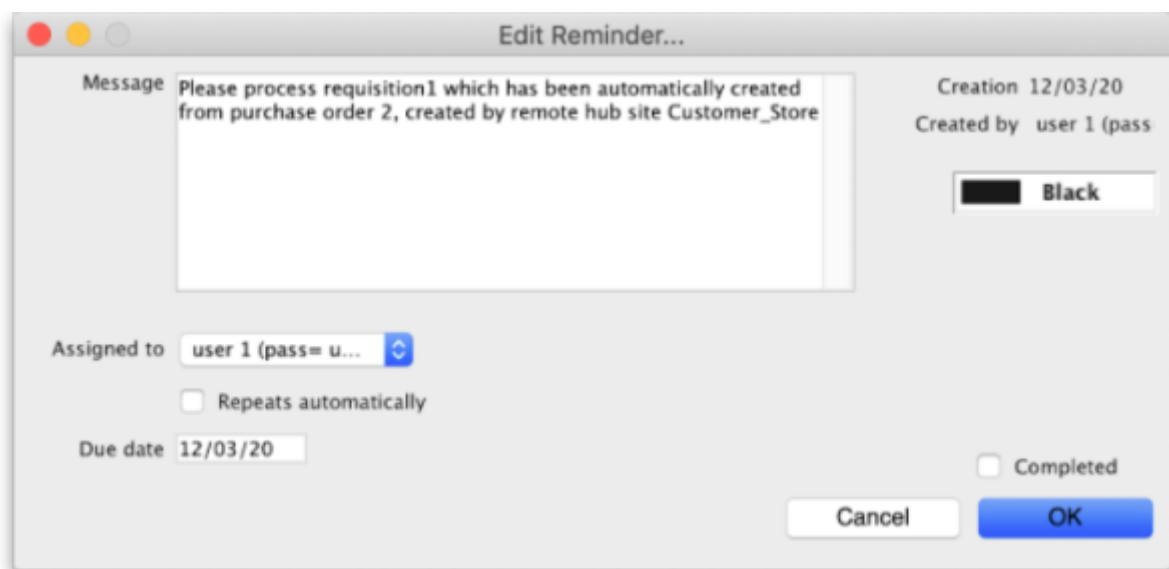 Edit Reminder...
Message
Please process requisition1 which has been automatically created
from purchase order 2, created by remote hub site Customer_Store
Creation 12/03/20
Created by user 1 (pass
Black
Assigned to user 1 (pass= u...
Repeats automatically
Due date 12/03/20
Completed
Cancel
OK